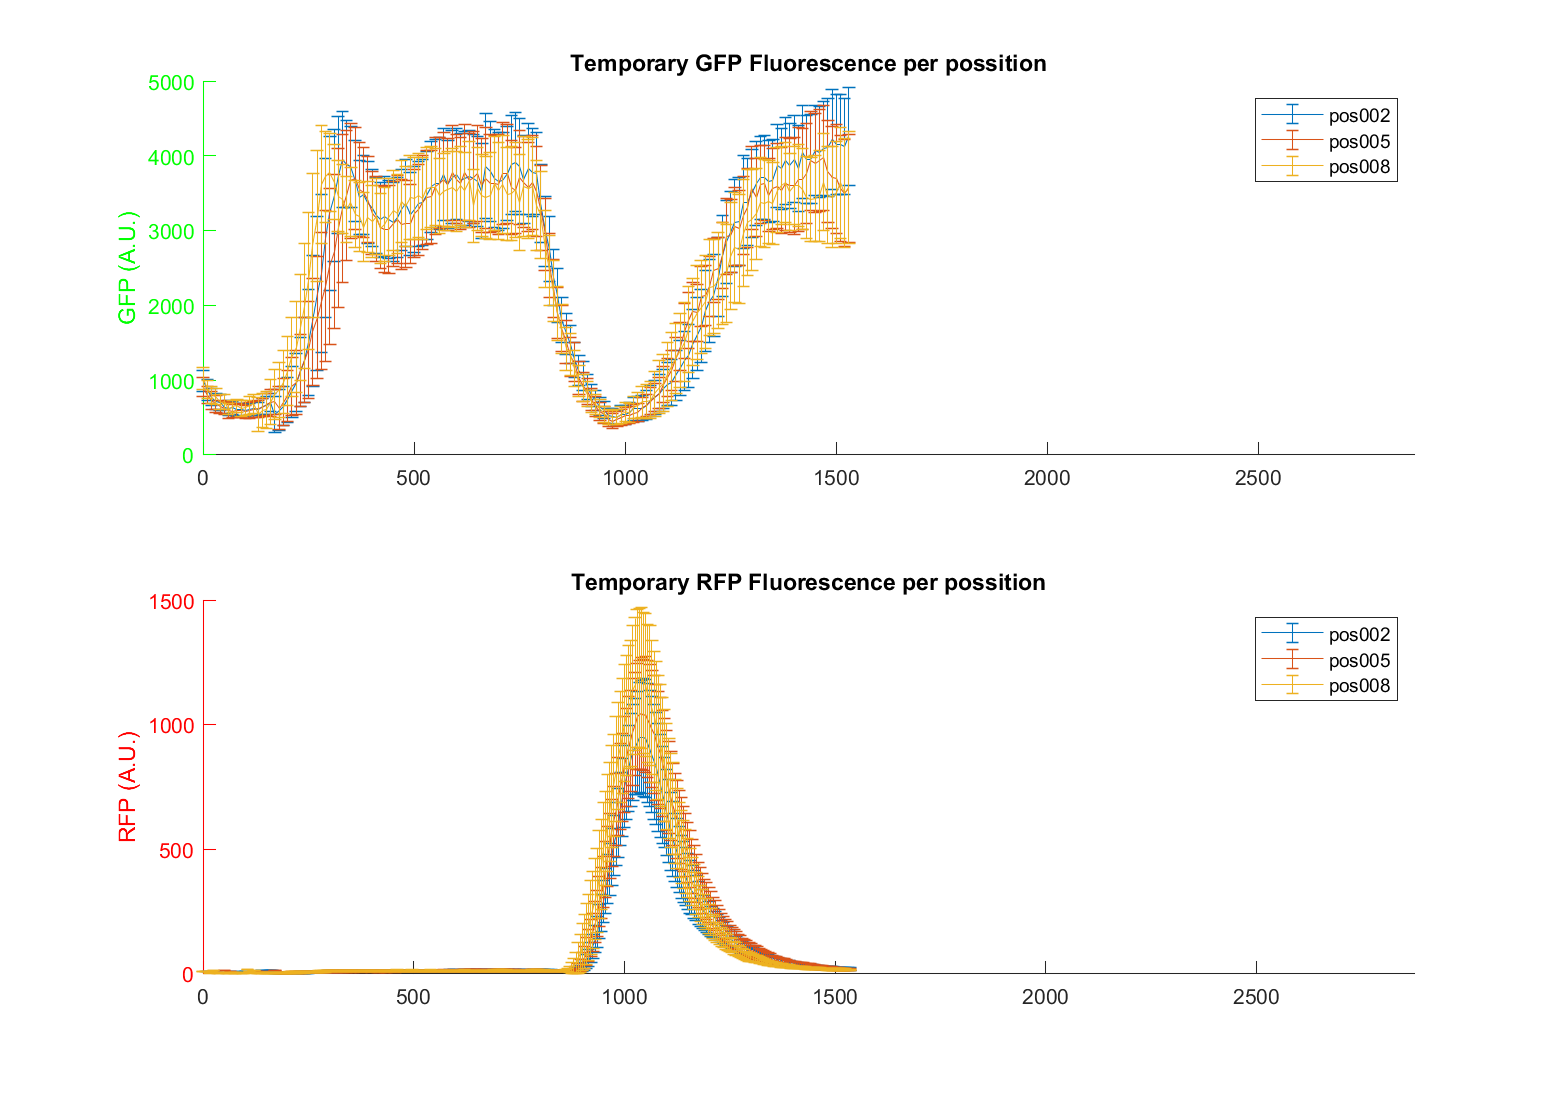 Temporary GFP Fluorescence per possition
5000
4000
3000
2000
1000
0
GFP (A.U.)
0 500 1000 1500 2000 2500
pos002
pos005
pos008
Temporary RFP Fluorescence per possition
1500
1000
500
0
RFP (A.U.)
0 500 1000 1500 2000 2500
pos002
pos005
pos008